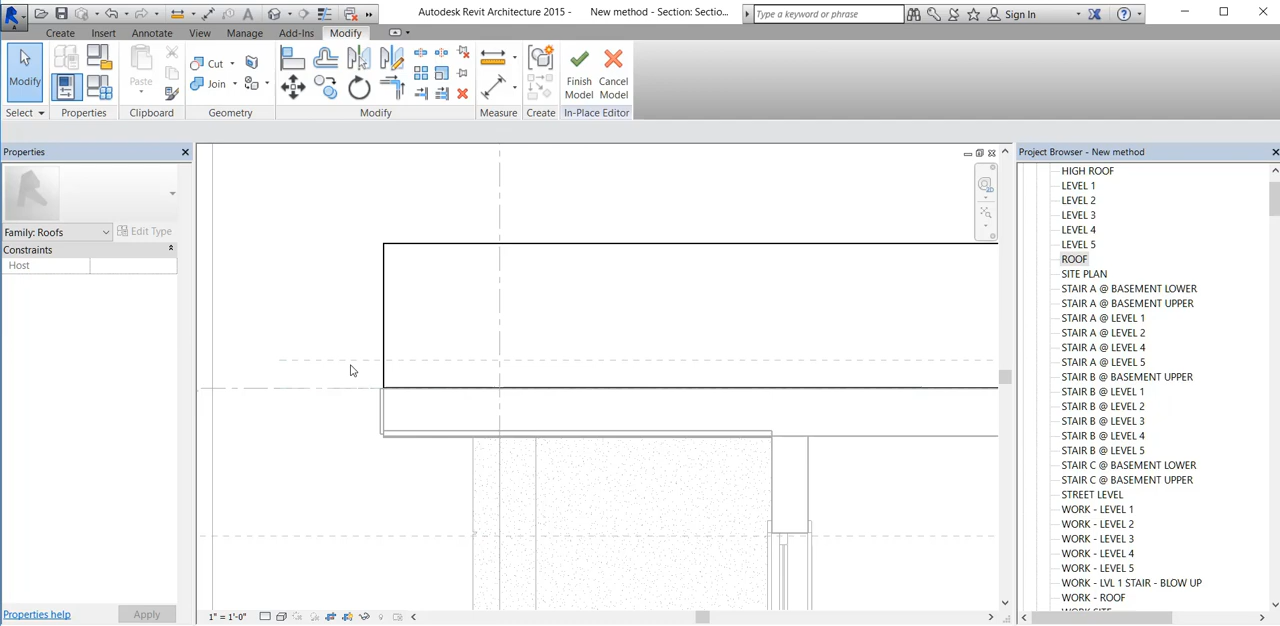 Autodesk Revit Architecture 2015 -
New method - Section: Sectio...
Type a keyword or phrase
Sign In
Create
Insert
Annotate
View
Manage
Add-Ins
Modify
Modify
Paste
Cut
Join
Finish Model
Cancel Model
Select
Properties
Clipboard
Geometry
Modify
Measure
Create
In-Place Editor
Properties
Family: Roofs
Edit Type
Constraints
Host
Properties help
Apply
1" = 1'-0"
Project Browser - New method
HIGH ROOF
LEVEL 1
LEVEL 2
LEVEL 3
LEVEL 4
LEVEL 5
ROOF
SITE PLAN
STAIR A @ BASEMENT LOWER
STAIR A @ BASEMENT UPPER
STAIR A @ LEVEL 1
STAIR A @ LEVEL 2
STAIR A @ LEVEL 4
STAIR A @ LEVEL 5
STAIR B @ BASEMENT UPPER
STAIR B @ LEVEL 1
STAIR B @ LEVEL 2
STAIR B @ LEVEL 3
STAIR B @ LEVEL 4
STAIR B @ LEVEL 5
STAIR C @ BASEMENT LOWER
STAIR C @ BASEMENT UPPER
STREET LEVEL
WORK - LEVEL 1
WORK - LEVEL 2
WORK - LEVEL 3
WORK - LEVEL 4
WORK - LEVEL 5
WORK - LVL 1 STAIR - BLOW UP
WORK - ROOF